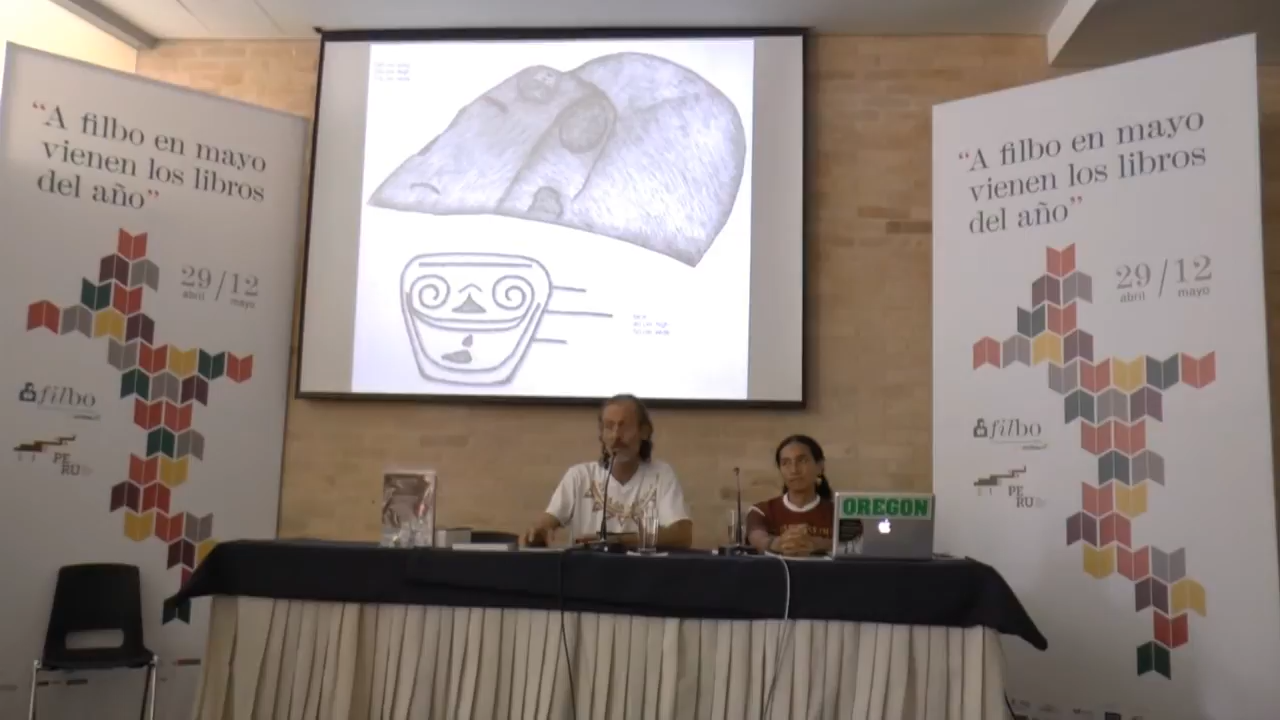 “A filbo en mayo
vienen los libros
del año”
29/12
abril mayo
filbo
PE
RU
“A filbo en mayo
vienen los libros
del año”
29/12
abril mayo
filbo
PE
RU
OREGON